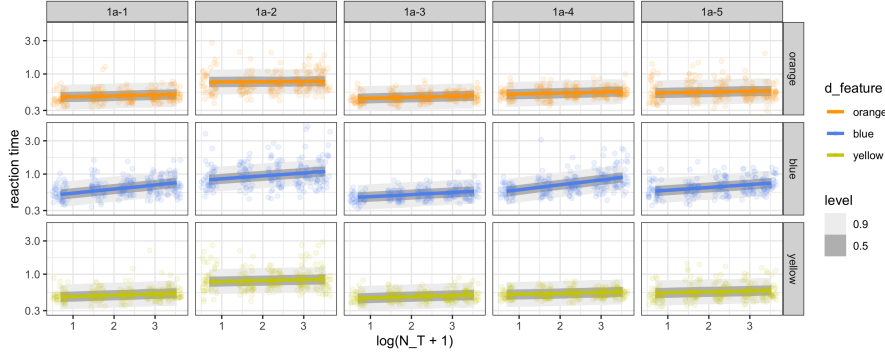 1a-1 1a-2 1a-3 1a-4 1a-5
3.0
1.0
0.3
orange
3.0
1.0
0.3
blue
3.0
1.0
0.3
yellow
reaction time
1 2 3 1 2 3 1 2 3 1 2 3 1 2 3
log(N_T + 1)
d_feature
orange
blue
yellow
level
0.9
0.5